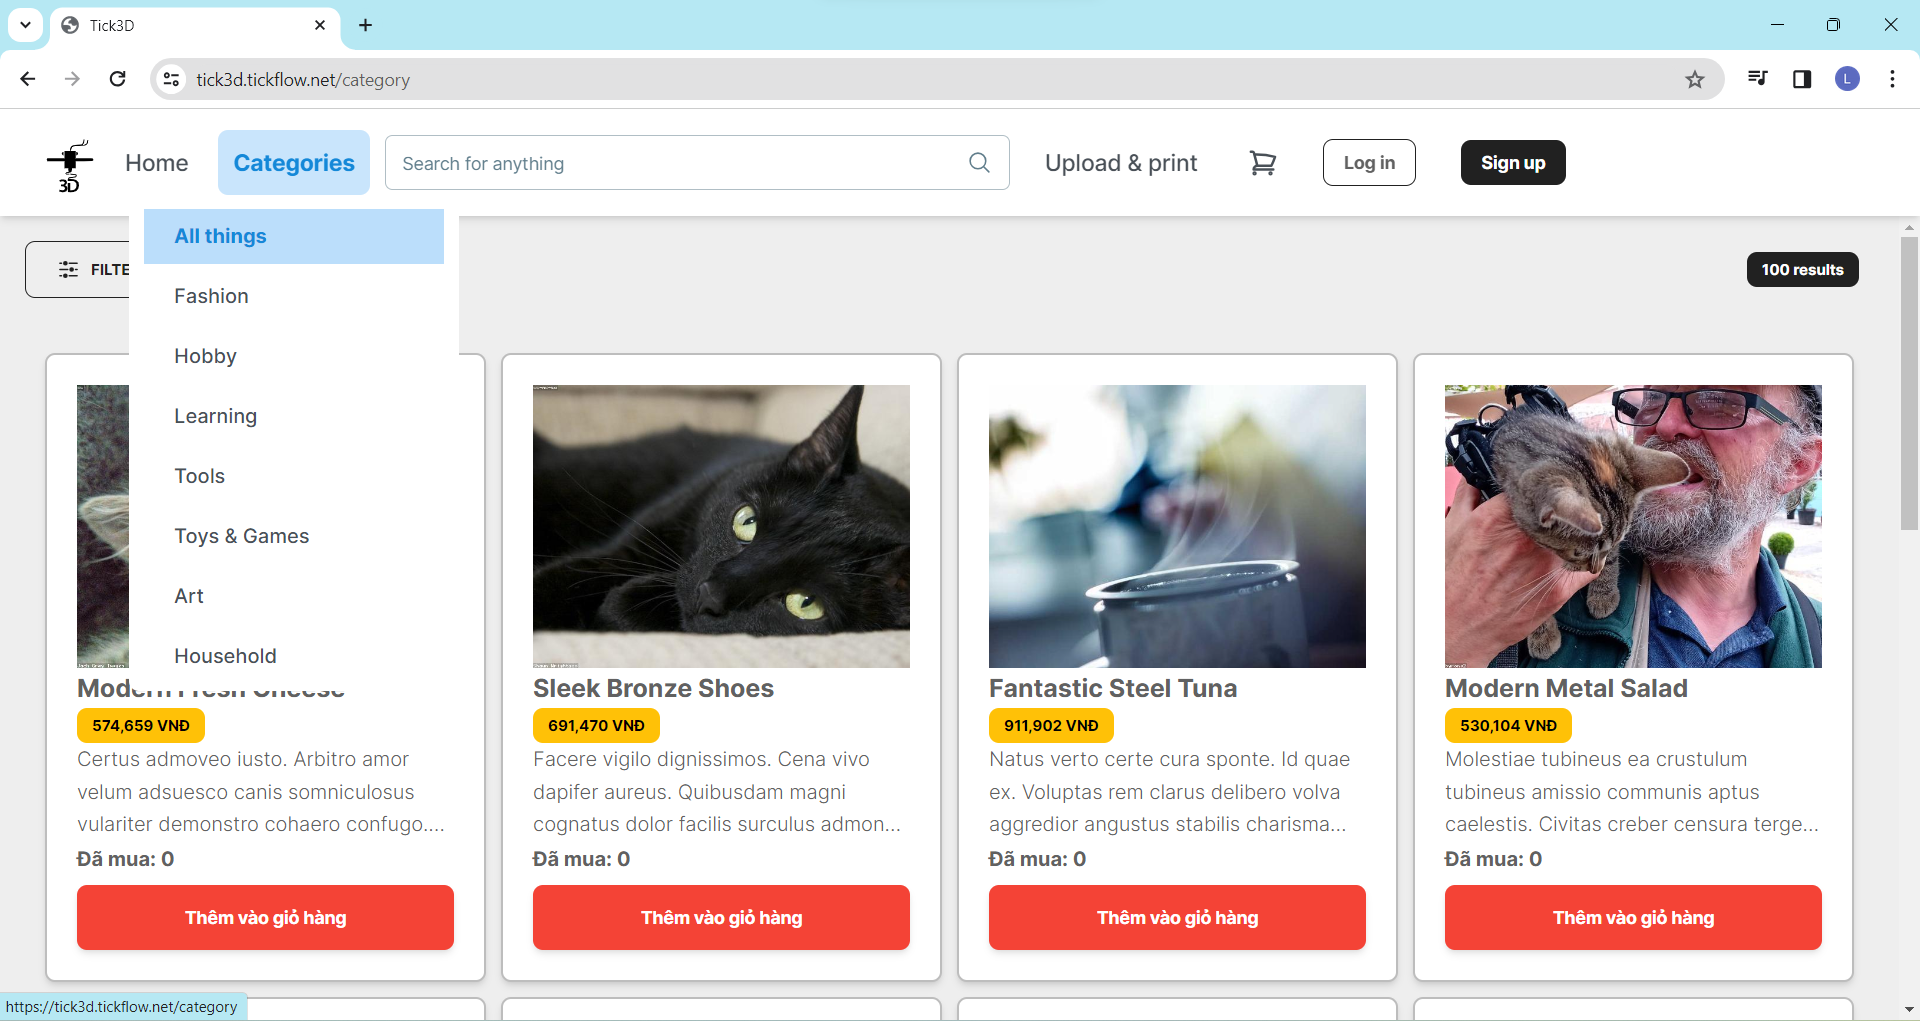 Tick3D
tick3d.tickflow.net/category
L
3D
Home
Categories
Search for anything
Upload & print
Log in
Sign up
All things
Fashion
Hobby
Learning
Tools
Toys & Games
Art
Household
FILTE
100 results
Modern Fresh Cheese
574,659 VNĐ
Certus admoveo iusto. Arbitro amor
velum adsuesco canis somniculosus
vulariter demonstro cohaero confugo....
Đã mua: 0
Thêm vào giỏ hàng
Sleek Bronze Shoes
691,470 VNĐ
Facere vigilo dignissimos. Cena vivo
dapifer aureus. Quibusdam magni
cognatus dolor facilis surculus admon...
Đã mua: 0
Thêm vào giỏ hàng
Fantastic Steel Tuna
911,902 VNĐ
Natus verto certe cura sponte. Id quae
ex. Voluptas rem clarus delibero volva
aggredior angustus stabilis charisma...
Đã mua: 0
Thêm vào giỏ hàng
Modern Metal Salad
530,104 VNĐ
Molestiae tubineus ea crustulum
tubineus amissio communis aptus
caelestis. Civitas creber censura terge...
Đã mua: 0
Thêm vào giỏ hàng
https://tick3d.tickflow.net/category